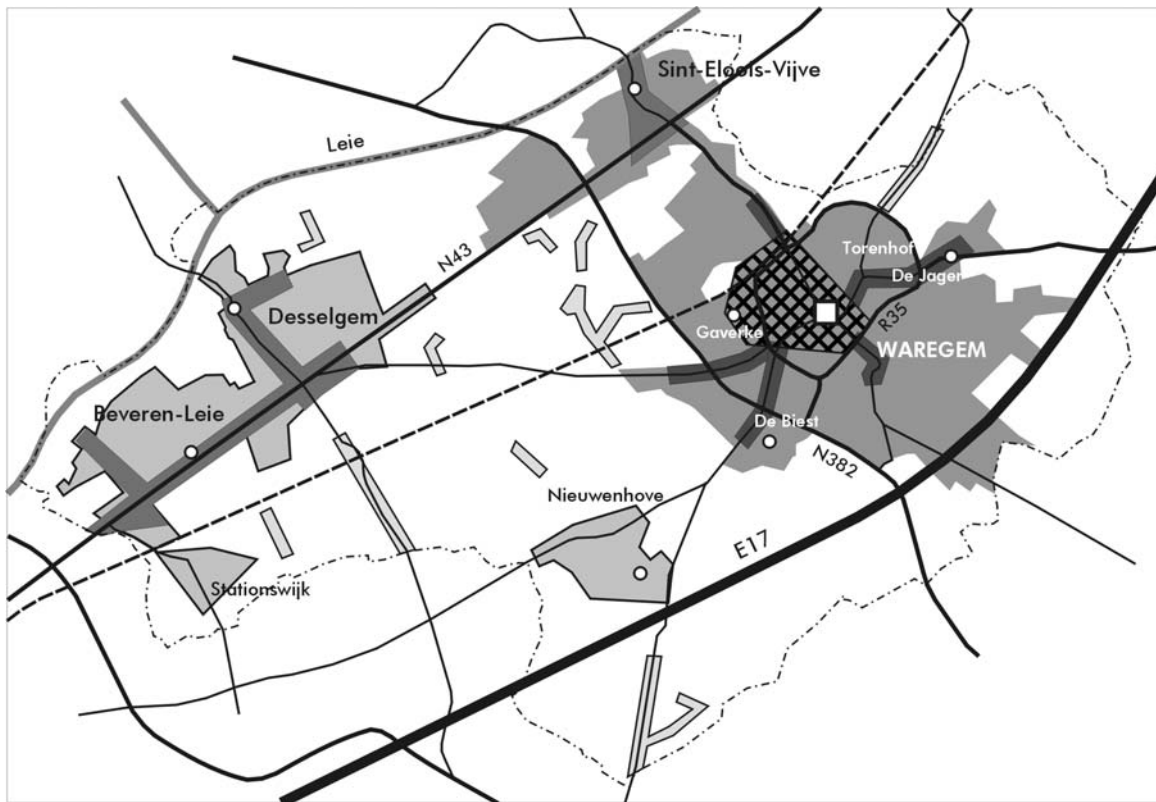 Sint-Eloois-Vijve
Leie
N43
Torenhof
De Jager
Desselgem
R35
Gaverke
WAREGEM
Beveren-Leie
De Biest
N382
Nieuwenhove
E17
Stationswijk